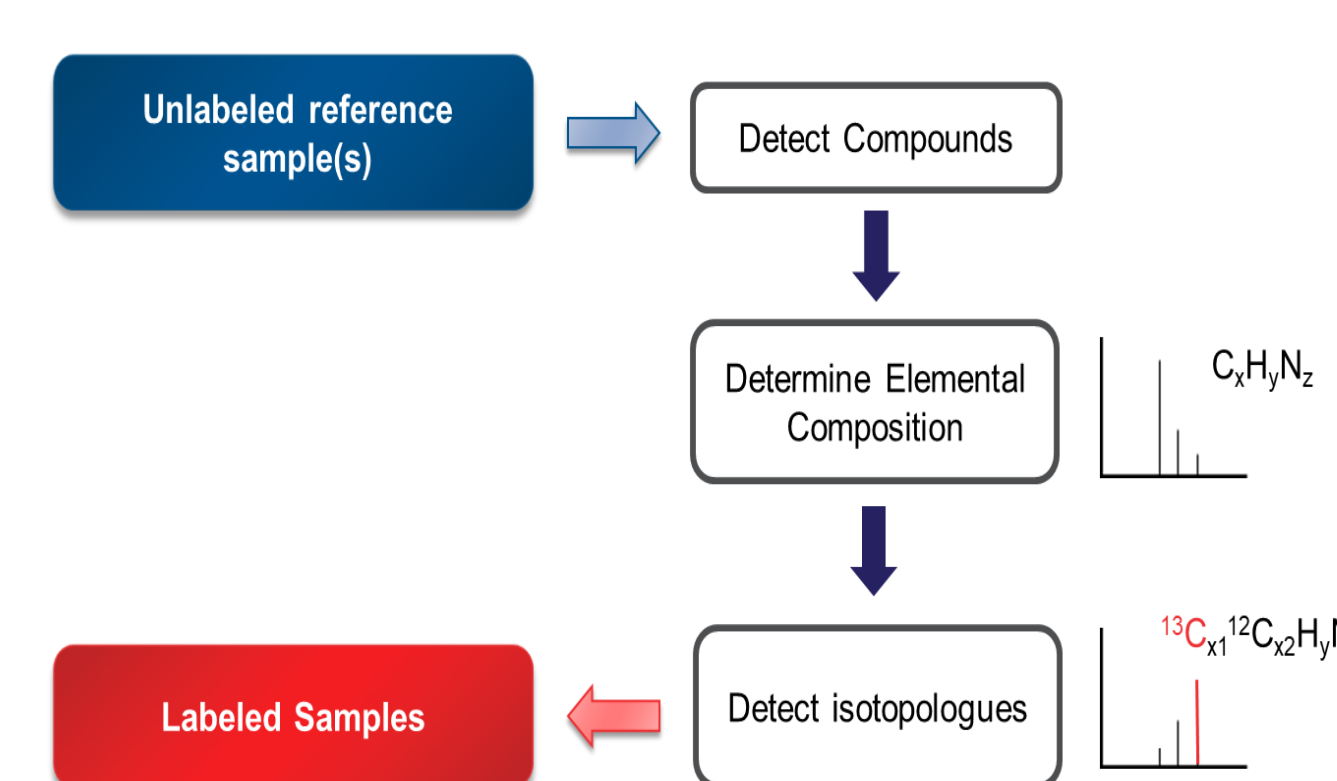 Unlabeled reference
sample(s)
Detect Compounds
Determine Elemental
Composition
CxHyNz
Detect isotopologues
13Cx112Cx2Hy
Labeled Samples